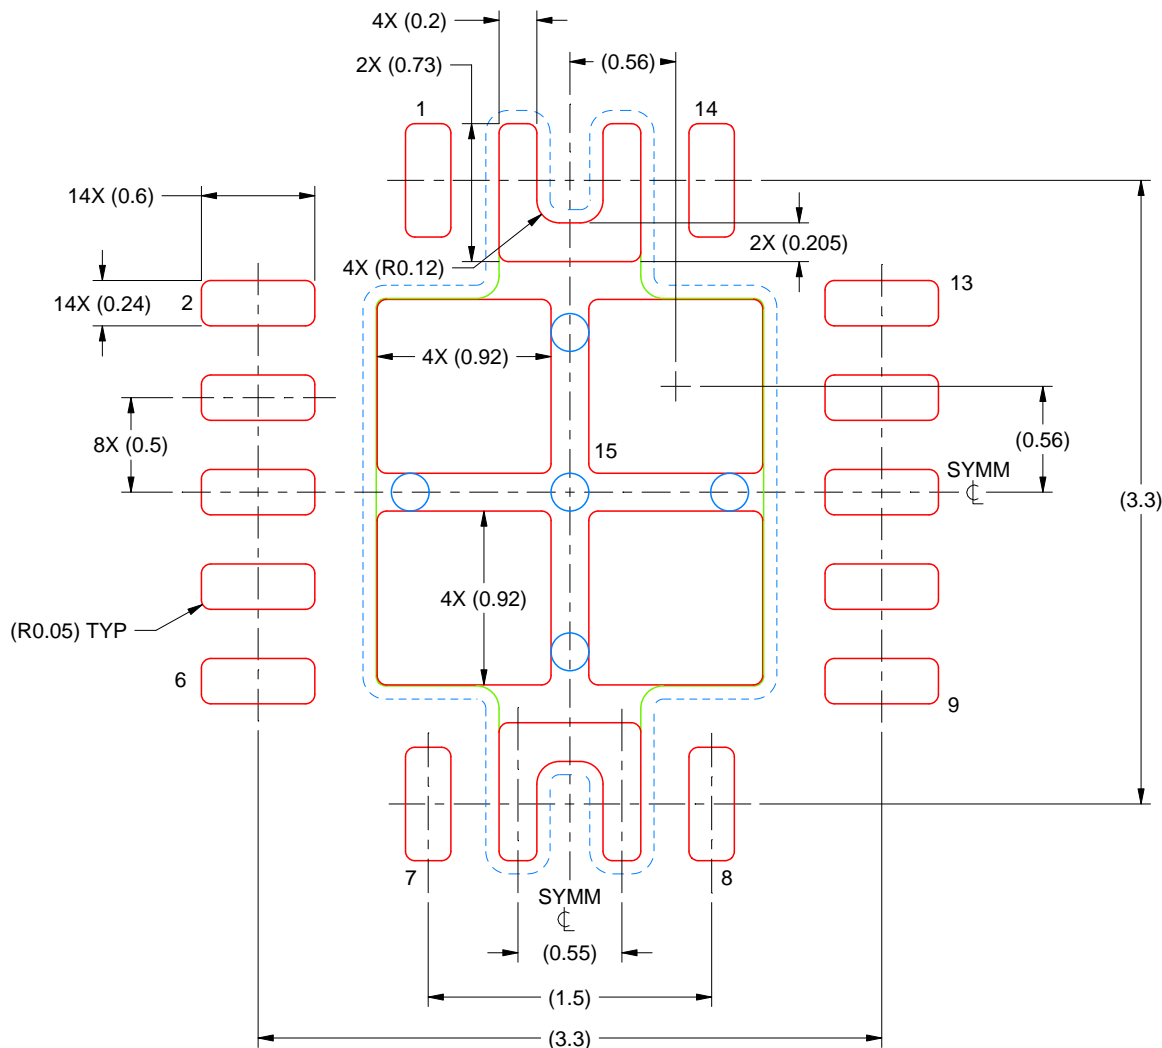 4X (0.2)
(0.56)
2X (0.73)
1
14
14X (0.6)
2X (0.205)
4X (R0.12)
13
2
14X (0.24)
4X (0.92)
8X (0.5)
15
(0.56)
SYMM
(3.3)
4X (0.92)
(R0.05) TYP
6
9
7
8
SYMM
(0.55)
(1.5)
(3.3)